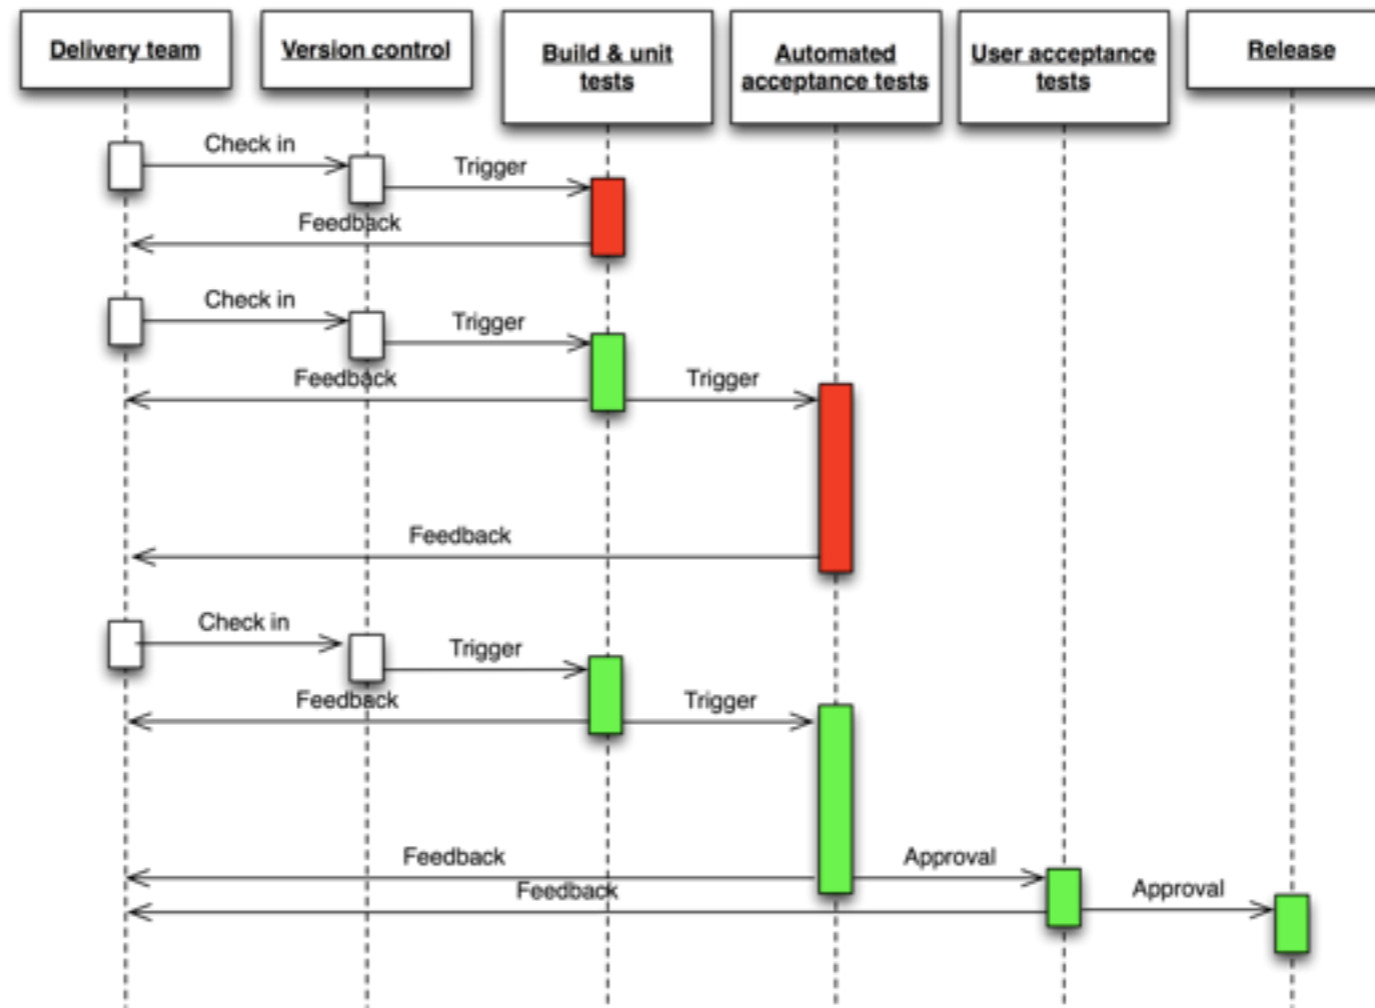 Delivery team
Version control
Build & unit
tests
Automated
acceptance tests
User acceptance
tests
Release
Check in
Trigger
Feedback
Check in
Trigger
Feedback
Trigger
Feedback
Check in
Trigger
Feedback
Trigger
Feedback
Approval
Feedback
Approval